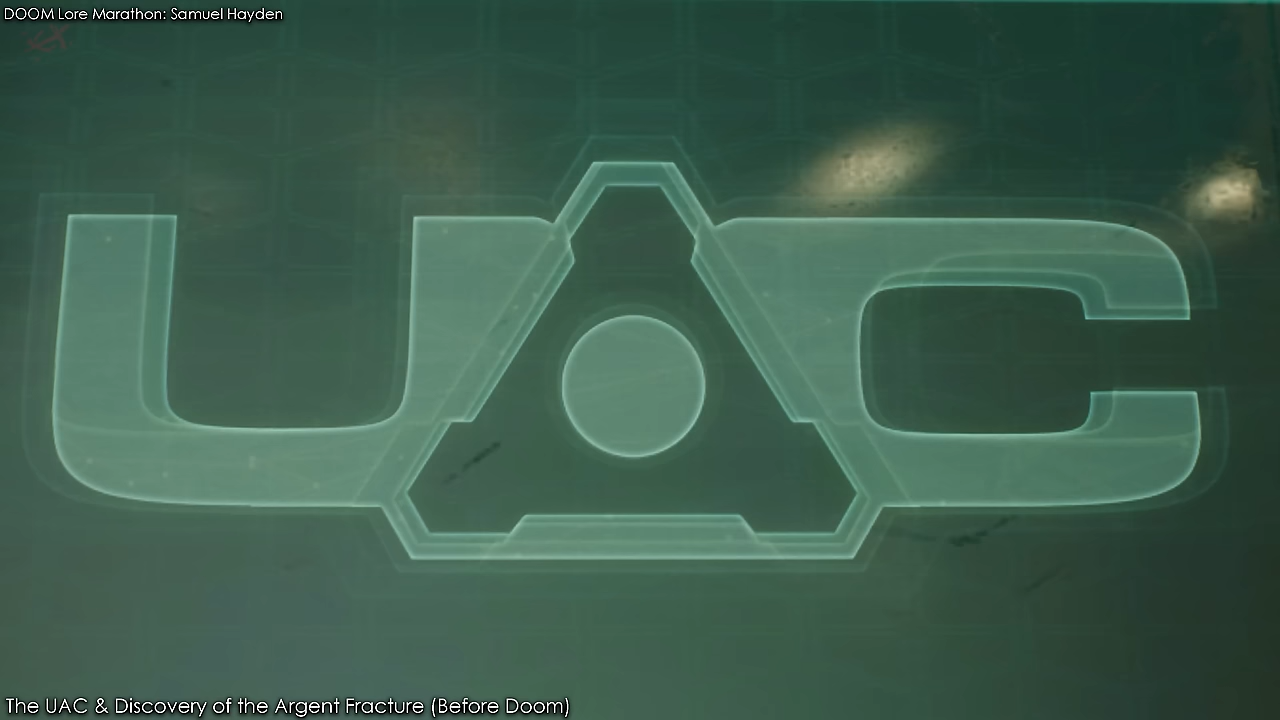 DOOM Lore Marathon: Samuel Hayden
UAC
The UAC & Discovery of the Argent Fracture (Before Doom)